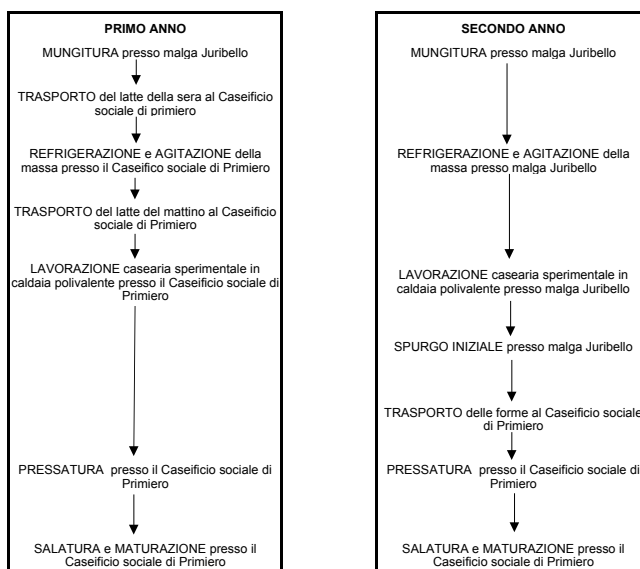 PRIMO ANNO
MUNGITURA presso malga Juribello
TRASPORTO del latte della sera al Caseificio
sociale di primiero
REFRIGERAZIONE e AGITAZIONE della
massa presso il Caseifico sociale di Primiero
TRASPORTO del latte del mattino al Caseificio
sociale di Primiero
LAVORAZIONE casearia sperimentale in
caldaia polivalente presso il Caseificio sociale di
Primiero
PRESSATURA presso il Caseificio sociale di
Primiero
SALATURA e MATURAZIONE presso il
Caseificio sociale di Primiero
SECONDO ANNO
MUNGITURA presso malga Juribello
REFRIGERAZIONE e AGITAZIONE della
massa presso malga Juribello
LAVORAZIONE casearia sperimentale in
caldaia polivalente presso malga Juribello
SPURGO INIZIALE presso malga Juribello
TRASPORTO delle forme al Caseificio sociale
di Primiero
PRESSATURA presso il Caseificio sociale di
Primiero
SALATURA e MATURAZIONE presso il
Caseificio sociale di Primiero